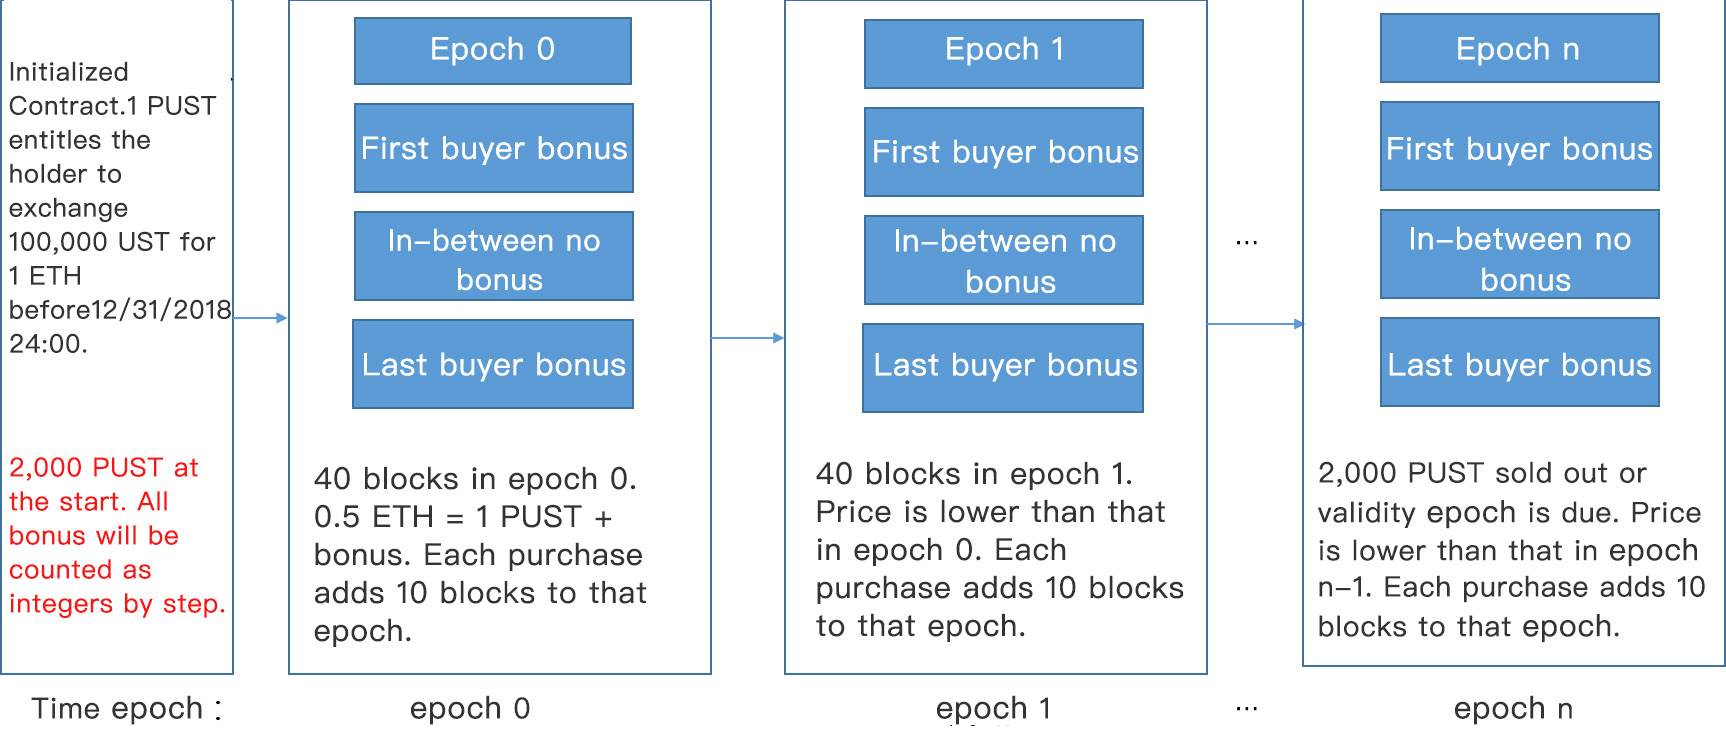 Initialized
Contract.1 PUST
entitles the
holder to
exchange
100,000 UST for
1 ETH
before12/31/2018
24:00.
2,000 PUST at
the start. All
bonus will be
counted as
integers by step.
Epoch 0
First buyer bonus
In-between no
bonus
Last buyer bonus
40 blocks in epoch 0.
0.5 ETH = 1 PUST +
bonus. Each purchase
adds 10 blocks to that
epoch.
Epoch 1
First buyer bonus
In-between no
bonus
Last buyer bonus
40 blocks in epoch 1.
Price is lower than that
in epoch 0. Each
purchase adds 10 blocks
to that epoch.
...
Epoch n
First buyer bonus
In-between no
bonus
Last buyer bonus
2,000 PUST sold out or
validity epoch is due. Price
is lower than that in epoch
n-1. Each purchase adds 10
blocks to that epoch.
Time epoch : epoch 0 epoch 1 ... epoch n